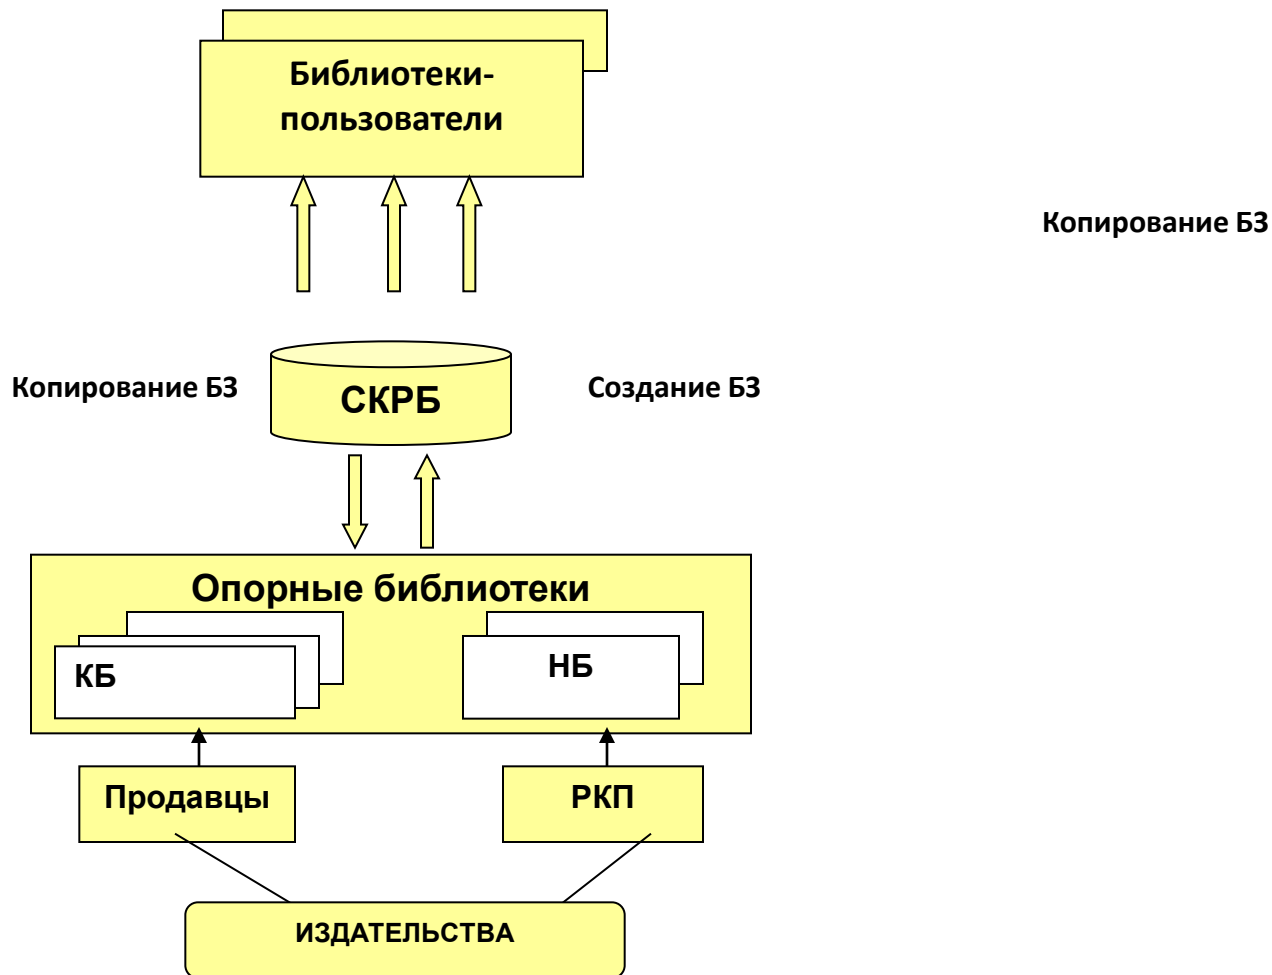 Библиотеки-
пользователи
Копирование БЗ
Копирование БЗ
СКРБ
Создание БЗ
Опорные библиотеки
КБ
НБ
Продавцы
РКП
ИЗДАТЕЛЬСТВА